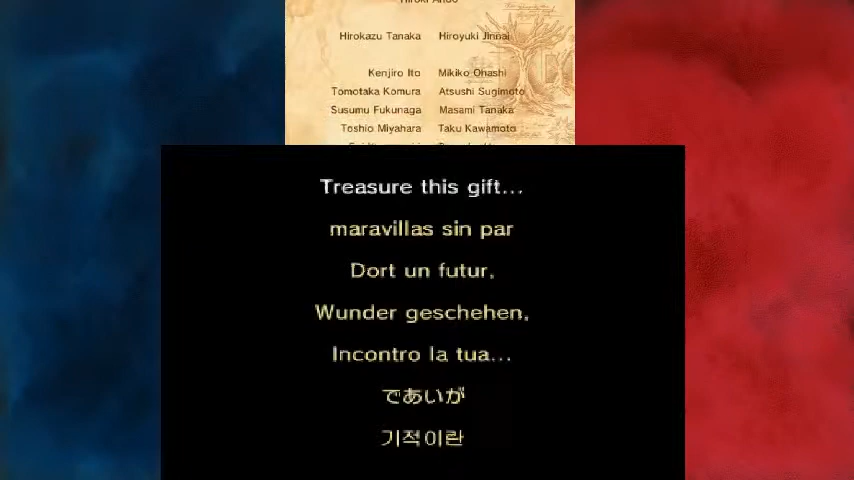 Hirokazu Tanaka Hiroyuki Jinnai
Kenjiro Ito Mikiko Ohashi
Tomotaka Komura Atsushi Sugimoto
Susumu Fukunaga Masami Tanaka
Toshio Miyahara Taku Kawamoto
Treasure this gift...
maravillas sin par
Dort un futur,
Wunder geschehen,
Incontro la tua...
であいが
기적이란